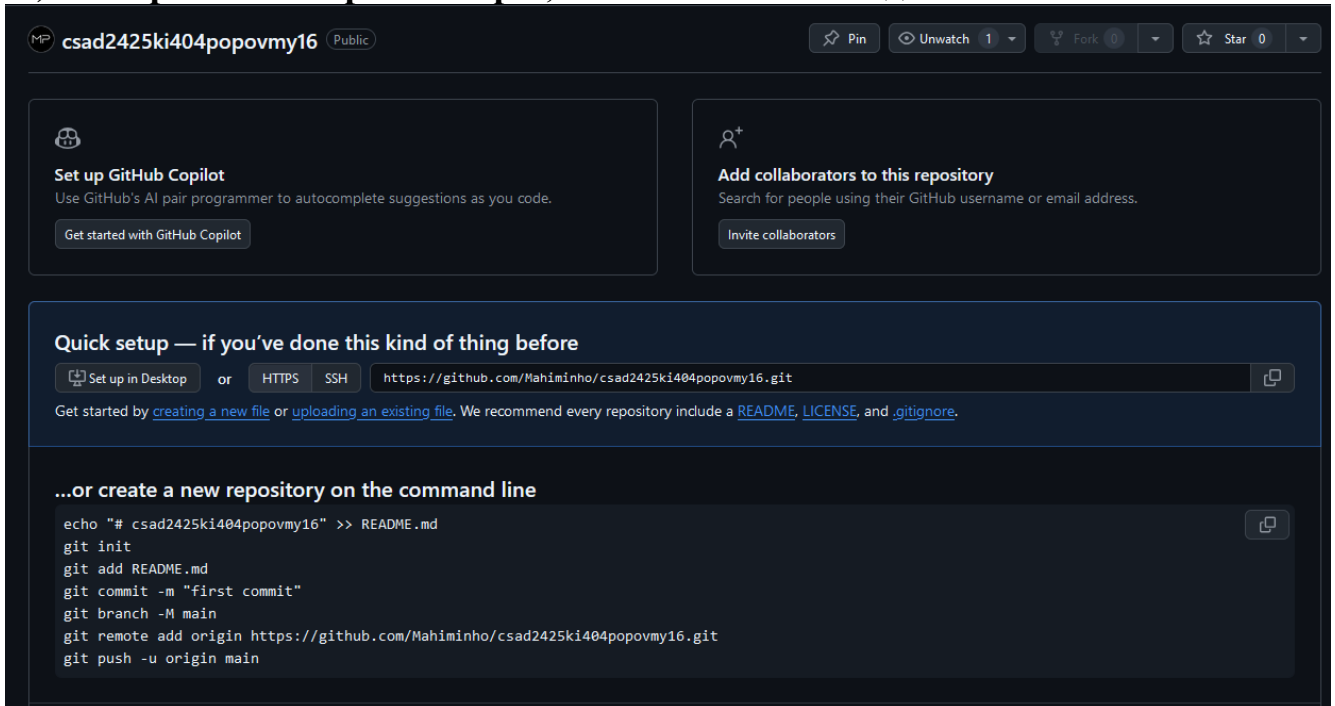 MP csad2425ki404popovmy16 Public Pin Unwatch 1 Fork 0 Star 0
Set up GitHub Copilot
Use GitHub's AI pair programmer to autocomplete suggestions as you code.
Get started with GitHub Copilot
Add collaborators to this repository
Search for people using their GitHub username or email address.
Invite collaborators
Quick setup — if you've done this kind of thing before
Set up in Desktop or HTTPS SSH https://github.com/Mahiminho/csad2425ki404popovmy16.git
Get started by creating a new file or uploading an existing file. We recommend every repository include a README, LICENSE, and .gitignore.
...or create a new repository on the command line
echo "# csad2425ki404popovmy16" >> README.md
git init
git add README.md
git commit -m "first commit"
git branch -M main
git remote add origin https://github.com/Mahiminho/csad2425ki404popovmy16.git
git push -u origin main